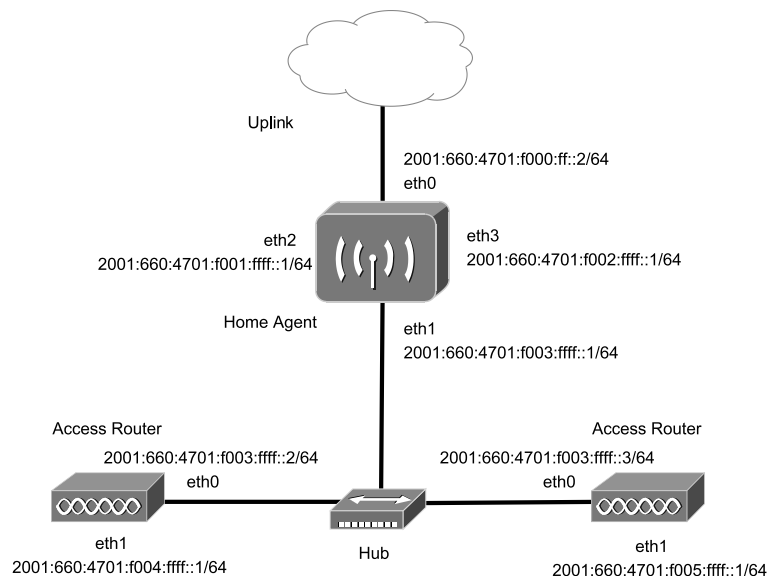 Uplink
2001:660:4701:f000:ff::2/64
eth0
eth2
2001:660:4701:f001:ffff::1/64
eth3
2001:660:4701:f002:ffff::1/64
Home Agent
eth1
2001:660:4701:f003:ffff::1/64
Access Router
2001:660:4701:f003:ffff::2/64
eth0
Access Router
2001:660:4701:f003:ffff::3/64
eth0
eth1
2001:660:4701:f004:ffff::1/64
Hub
eth1
2001:660:4701:f005:ffff::1/64